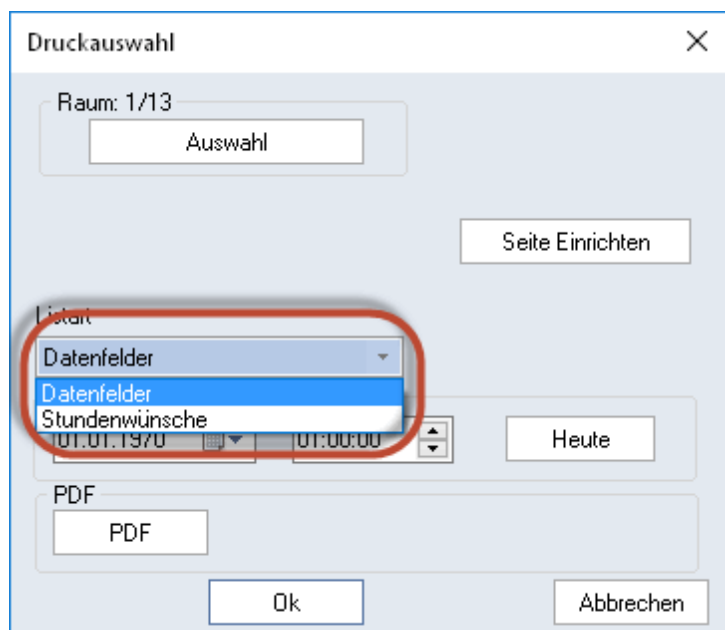 Druckauswahl
Raum: 1/13
Auswahl
Seite Einrichten
Listart
Datenfelder
Datenfelder
Stundenwünsche
01.01.1970
01:00:00
Heute
PDF
PDF
Ok
Abbrechen